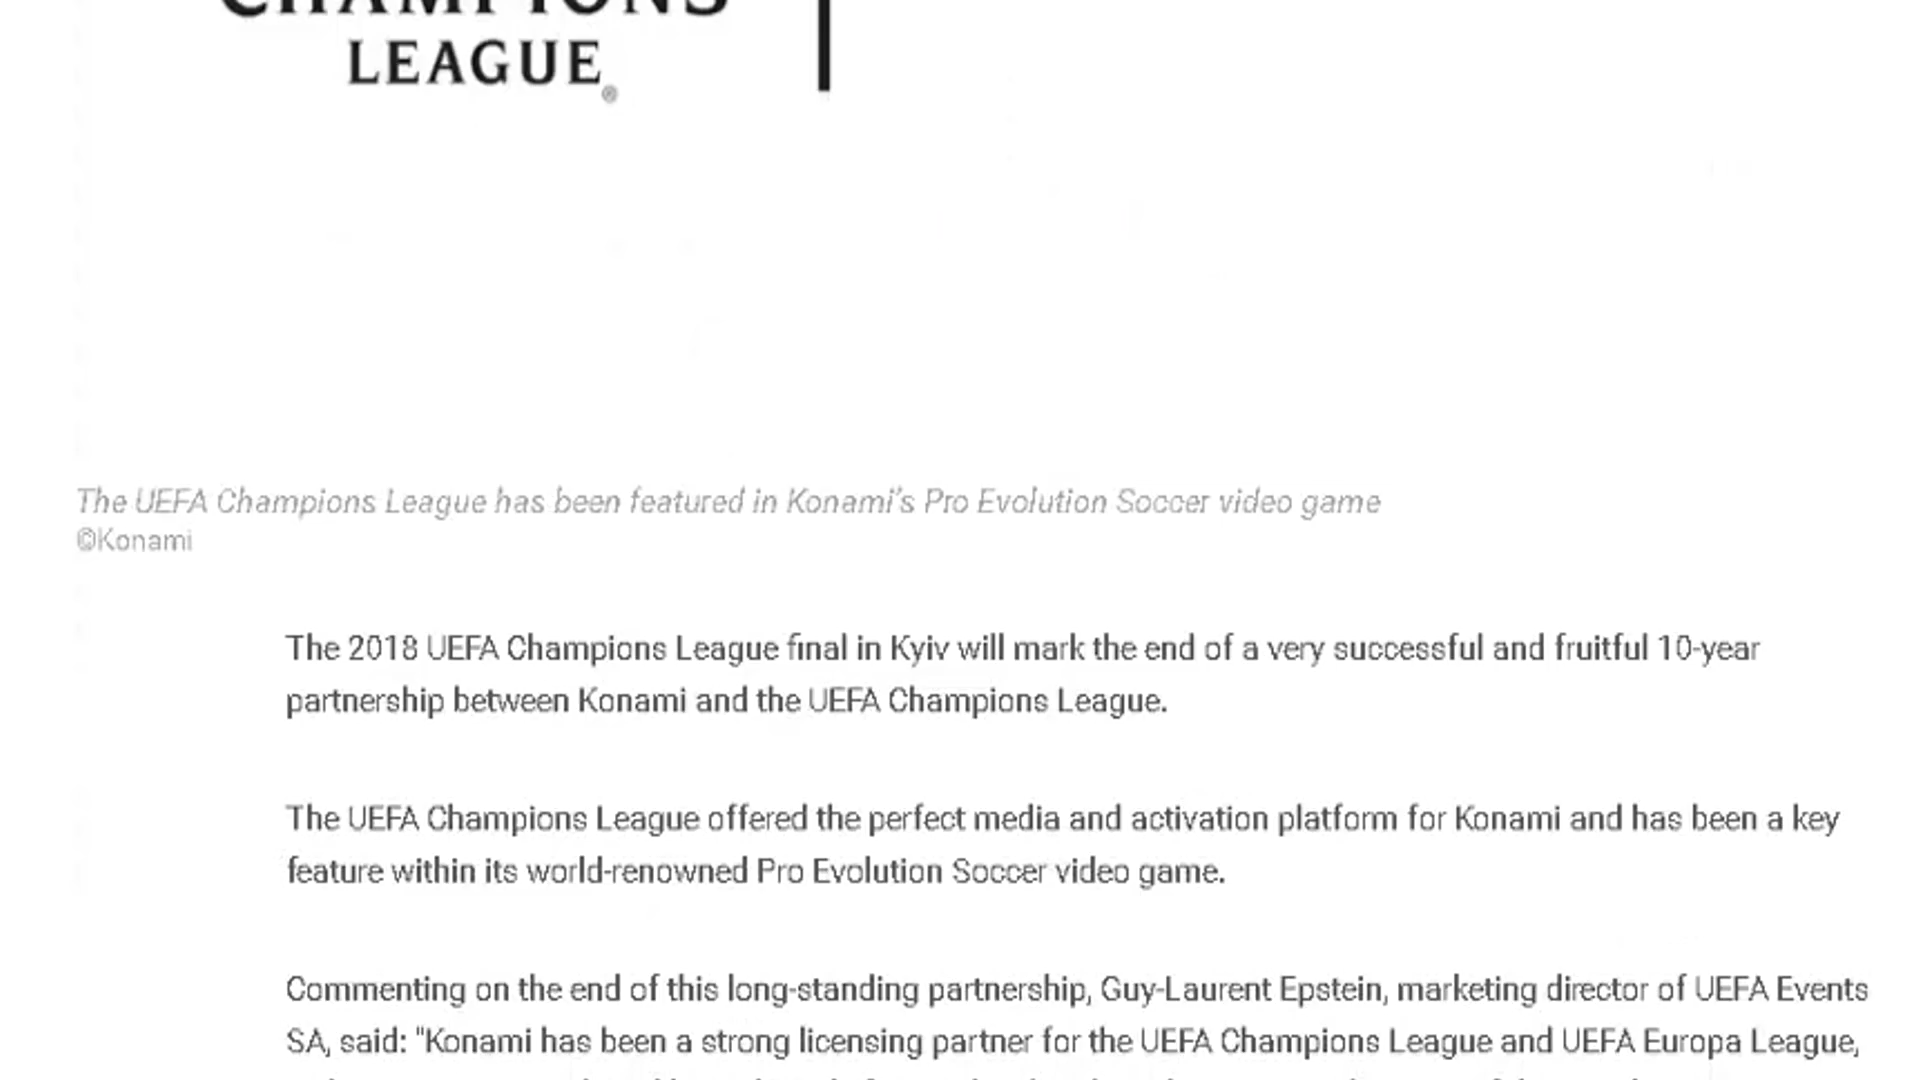 CHAMPIONS
LEAGUE®
The UEFA Champions League has been featured in Konami's Pro Evolution Soccer video game
©Konami
The 2018 UEFA Champions League final in Kyiv will mark the end of a very successful and fruitful 10-year
partnership between Konami and the UEFA Champions League.
The UEFA Champions League offered the perfect media and activation platform for Konami and has been a key
feature within its world-renowned Pro Evolution Soccer video game.
Commenting on the end of this long-standing partnership, Guy-Laurent Epstein, marketing director of UEFA Events
SA, said: "Konami has been a strong licensing partner for the UEFA Champions League and UEFA Europa League,